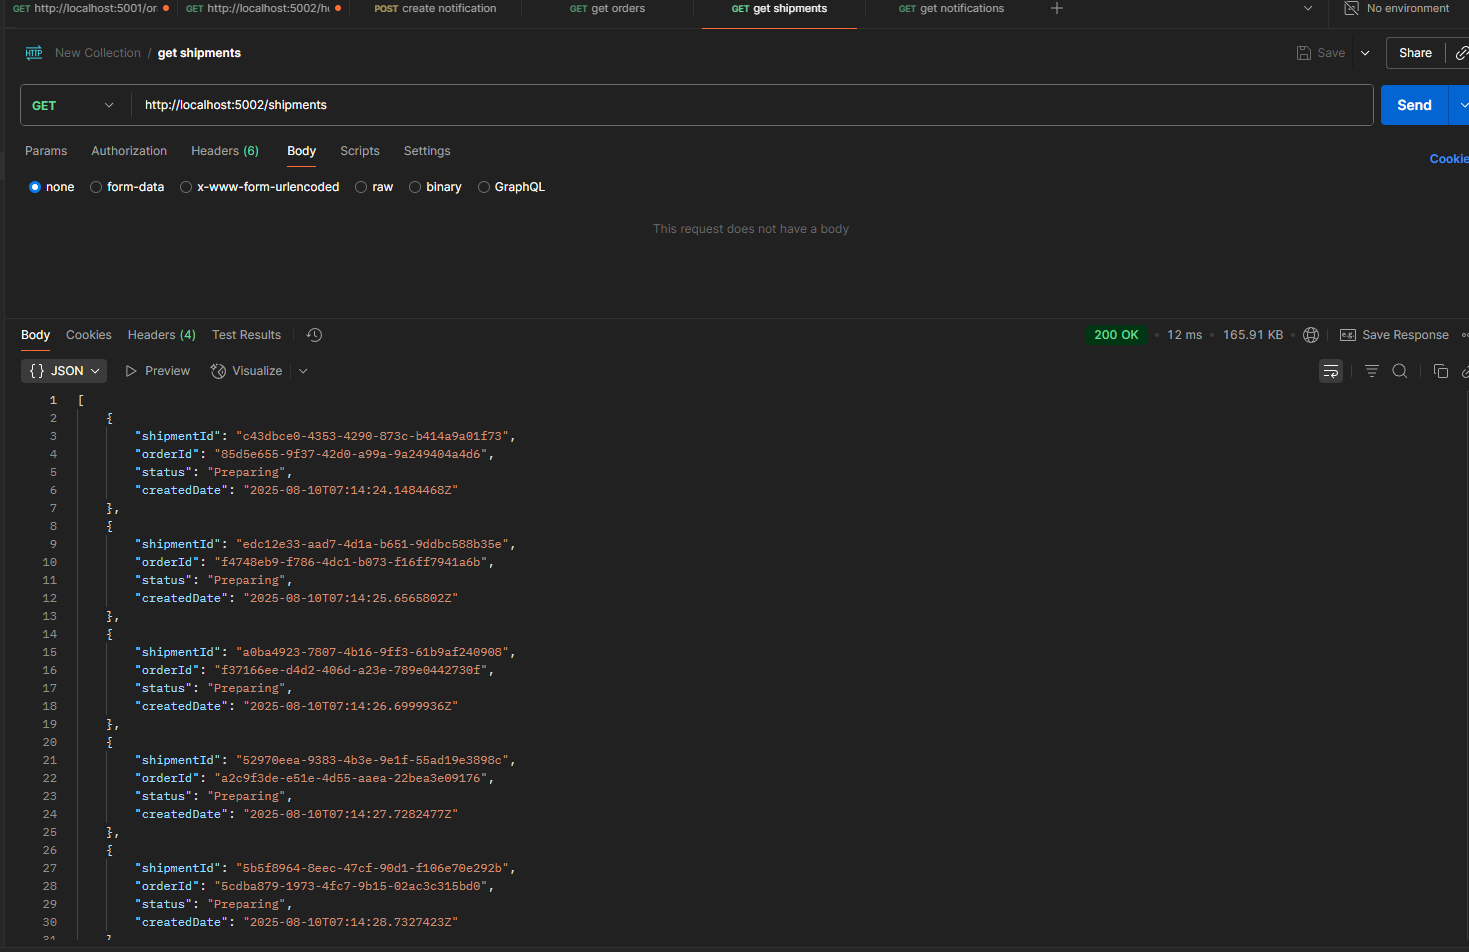 GET http://localhost:5001/or GET http://localhost:5002/h POST create notification GET get orders GET get shipments GET get notifications No environment
HTTP New Collection / get shipments Save Share
GET http://localhost:5002/shipments Send
Params Authorization Headers (6) Body Scripts Settings
Cookie
none form-data x-www-form-urlencoded raw binary GraphQL
This request does not have a body
Body Cookies Headers (4) Test Results 200 OK • 12 ms • 165.91 KB • e.g. Save Response
{} JSON Preview Visualize
1 [
2 {
3 "shipmentId": "c43dbce0-4353-4290-873c-b414a9a01f73",
4 "orderId": "85d5e655-9f37-42d0-a99a-9a249404a4d6",
5 "status": "Preparing",
6 "createdDate": "2025-08-10T07:14:24.1484468Z"
7 },
8 {
9 "shipmentId": "edc12e33-aad7-4d1a-b651-9ddbc588b35e",
10 "orderId": "f4748eb9-f786-4dc1-b073-f16ff7941a6b",
11 "status": "Preparing",
12 "createdDate": "2025-08-10T07:14:25.6565802Z"
13 },
14 {
15 "shipmentId": "a0ba4923-7807-4b16-9ff3-61b9af240908",
16 "orderId": "f37166ee-d4d2-406d-a23e-789e0442730f",
17 "status": "Preparing",
18 "createdDate": "2025-08-10T07:14:26.6999936Z"
19 },
20 {
21 "shipmentId": "52970eea-9383-4b3e-9e1f-55ad19e3898c",
22 "orderId": "a2c9f3de-e51e-4d55-aaea-22bea3e09176",
23 "status": "Preparing",
24 "createdDate": "2025-08-10T07:14:27.7282477Z"
25 },
26 {
27 "shipmentId": "5b5f8964-8eec-47cf-90d1-f106e70e292b",
28 "orderId": "5cdba879-1973-4fc7-9b15-02ac3c315bd0",
29 "status": "Preparing",
30 "createdDate": "2025-08-10T07:14:28.7327423Z"